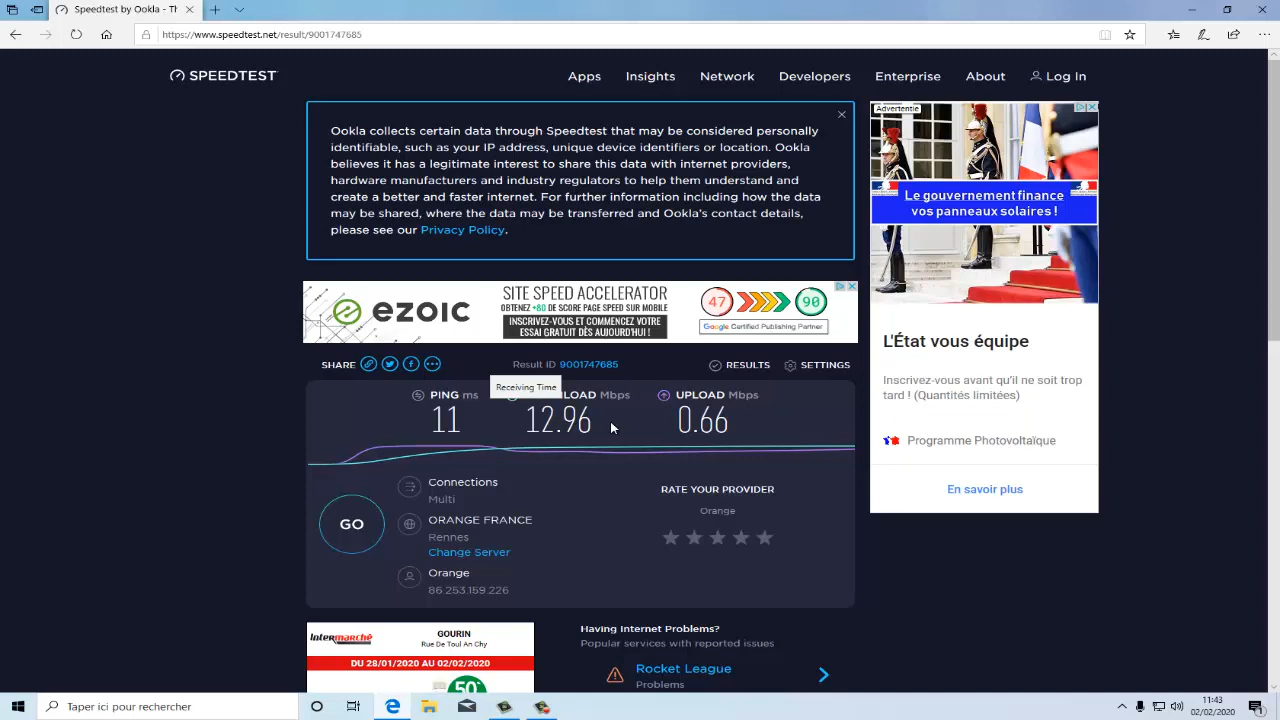 Speedtest by Ookla - Th
https://www.speedtest.net/result/9001747685
SPEEDTEST
Apps
Insights
Network
Developers
Enterprise
About
Log In
Ookla collects certain data through Speedtest that may be considered personally
identifiable, such as your IP address, unique device identifiers or location. Ookla
believes it has a legitimate interest to share this data with internet providers,
hardware manufacturers and industry regulators to help them understand and
create a better and faster internet. For further information including how the data
may be shared, where the data may be transferred and Ookla's contact details,
please see our Privacy Policy.
Advertentie
Le gouvernement finance
vos panneaux solaires !
L'État vous équipe
Inscrivez-vous avant qu'il ne soit trop
tard ! (Quantités limitées)
Programme Photovoltaïque
En savoir plus
EZOIC
SITE SPEED ACCELERATOR
OBTENEZ +80 DE SCORE PAGE SPEED SUR MOBILE
INSCRIVEZ-VOUS ET COMMENCEZ VOTRE
ESSAI GRATUIT DÈS AUJOURD'HUI !
47
90
Google Certified Publishing Partner
SHARE
Result ID 9001747685
RESULTS
SETTINGS
Receiving Time
PING ms
LOAD Mbps
UPLOAD Mbps
11
12.96
0.66
Connections
Multi
GO
ORANGE FRANCE
Rennes
Change Server
Orange
86.253.159.226
RATE YOUR PROVIDER
Orange
Intermarché
GOURIN
Rue De Toul An Chy
DU 28/01/2020 AU 02/02/2020
50
Having Internet Problems?
Popular services with reported issues
Rocket League
Problems
Taper ici pour rechercher
11:43
02/02/2020
1